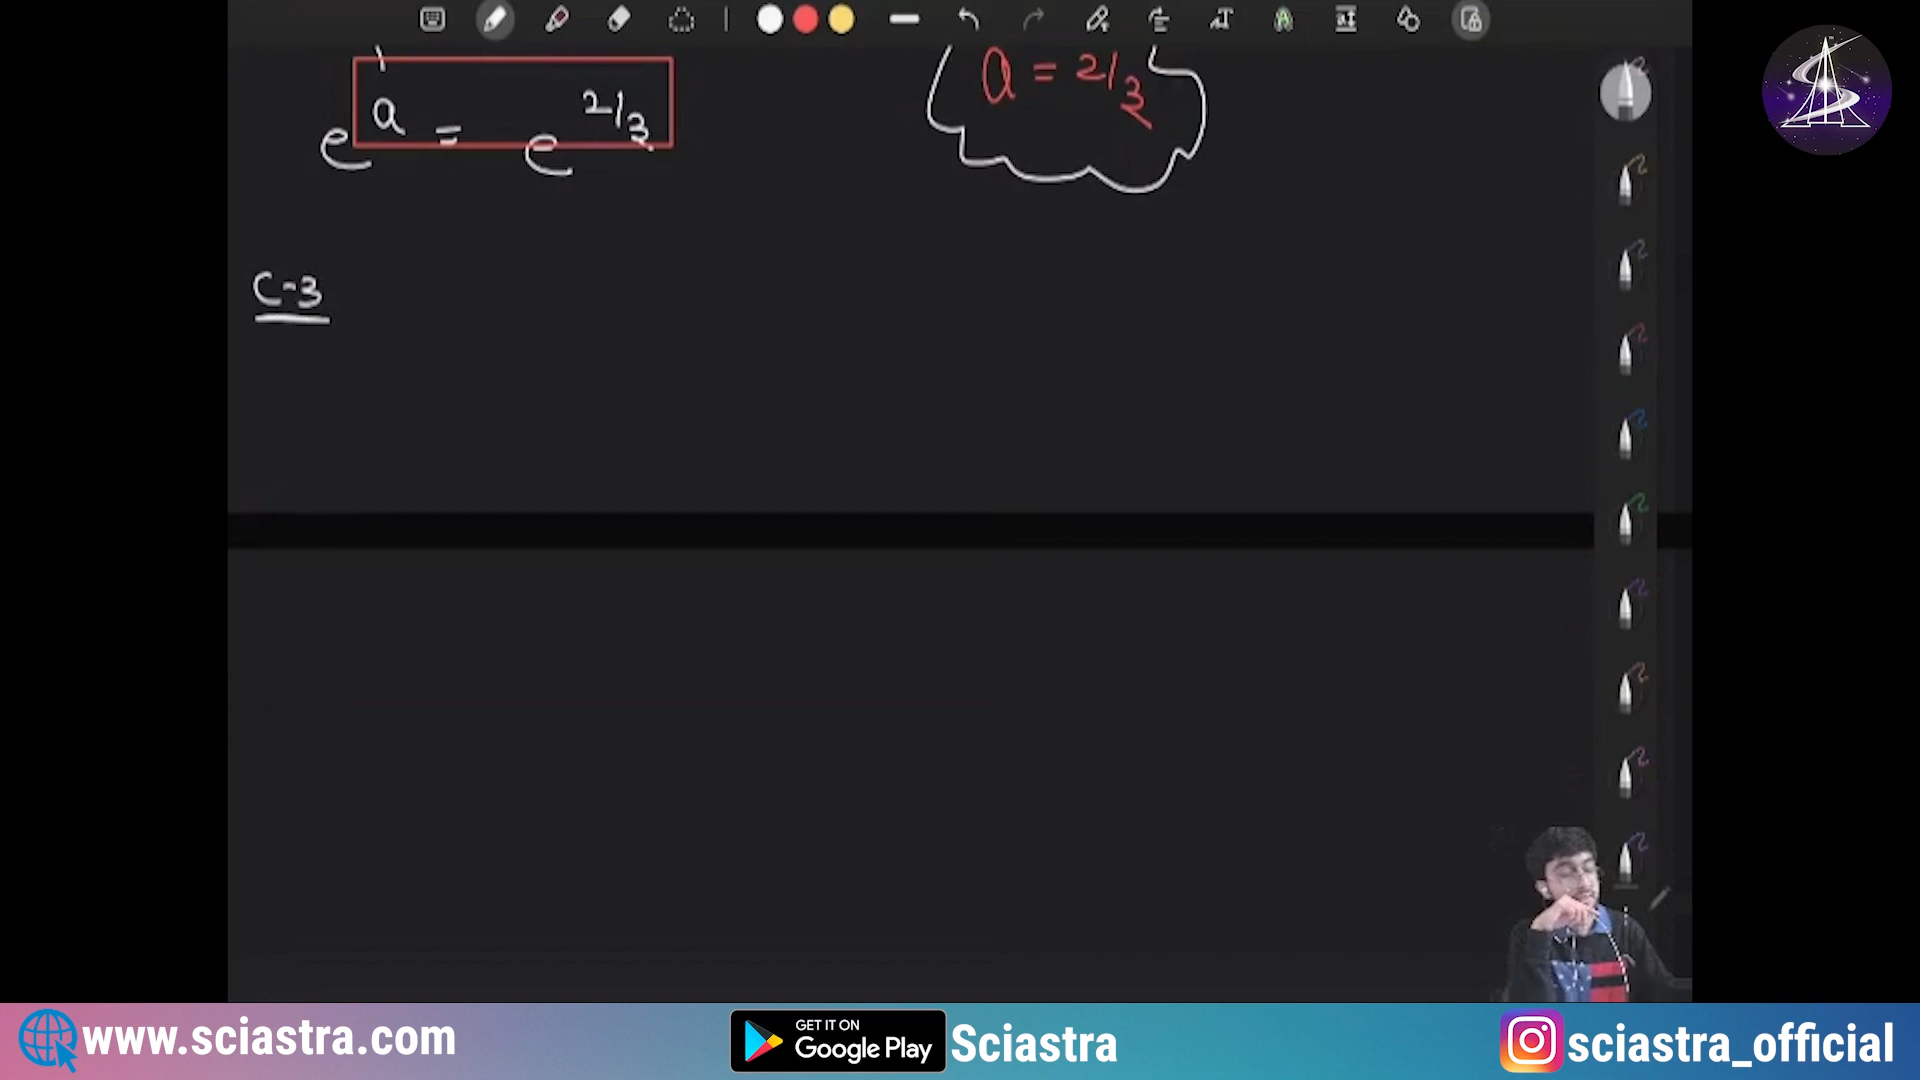 a = 2/3
e^a = e^2/3
C-3
www.sciastra.com
GET IT ON
Google Play
Sciastra
sciastra_official